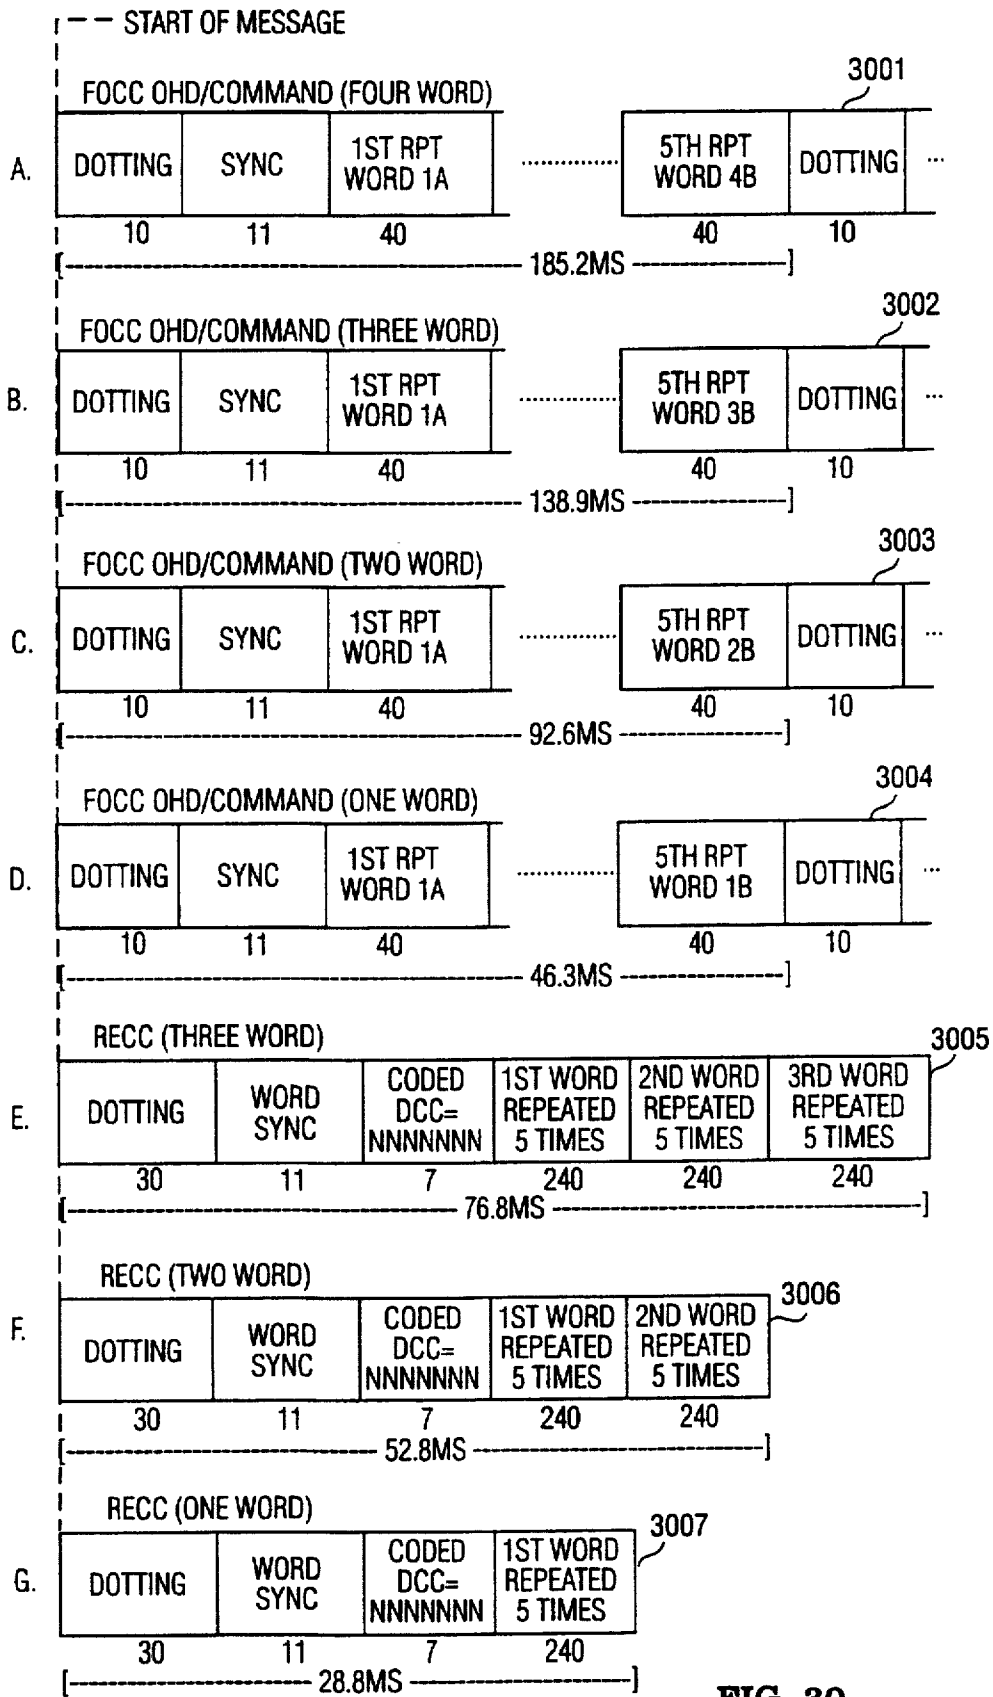 START OF MESSAGE
FOCC OHD/COMMAND (FOUR WORD)
3001
A.
DOTTING
SYNC
1ST RPT
WORD 1A
5TH RPT
WORD 4B
DOTTING
10
11
40
40
10
185.2MS
FOCC OHD/COMMAND (THREE WORD)
3002
B.
DOTTING
SYNC
1ST RPT
WORD 1A
5TH RPT
WORD 3B
DOTTING
10
11
40
40
10
138.9MS
FOCC OHD/COMMAND (TWO WORD)
3003
C.
DOTTING
SYNC
1ST RPT
WORD 1A
5TH RPT
WORD 2B
DOTTING
10
11
40
40
10
92.6MS
FOCC OHD/COMMAND (ONE WORD)
3004
D.
DOTTING
SYNC
1ST RPT
WORD 1A
5TH RPT
WORD 1B
DOTTING
10
11
40
40
10
46.3MS
RECC (THREE WORD)
3005
E.
DOTTING
WORD
SYNC
CODED
DCC=
NNNNNNN
1ST WORD
REPEATED
5 TIMES
2ND WORD
REPEATED
5 TIMES
3RD WORD
REPEATED
5 TIMES
30
11
7
240
240
240
76.8MS
RECC (TWO WORD)
3006
F.
DOTTING
WORD
SYNC
CODED
DCC=
NNNNNNN
1ST WORD
REPEATED
5 TIMES
2ND WORD
REPEATED
5 TIMES
30
11
7
240
240
52.8MS
RECC (ONE WORD)
3007
G.
DOTTING
WORD
SYNC
CODED
DCC=
NNNNNNN
1ST WORD
REPEATED
5 TIMES
30
11
7
240
28.8MS
FIG. 30